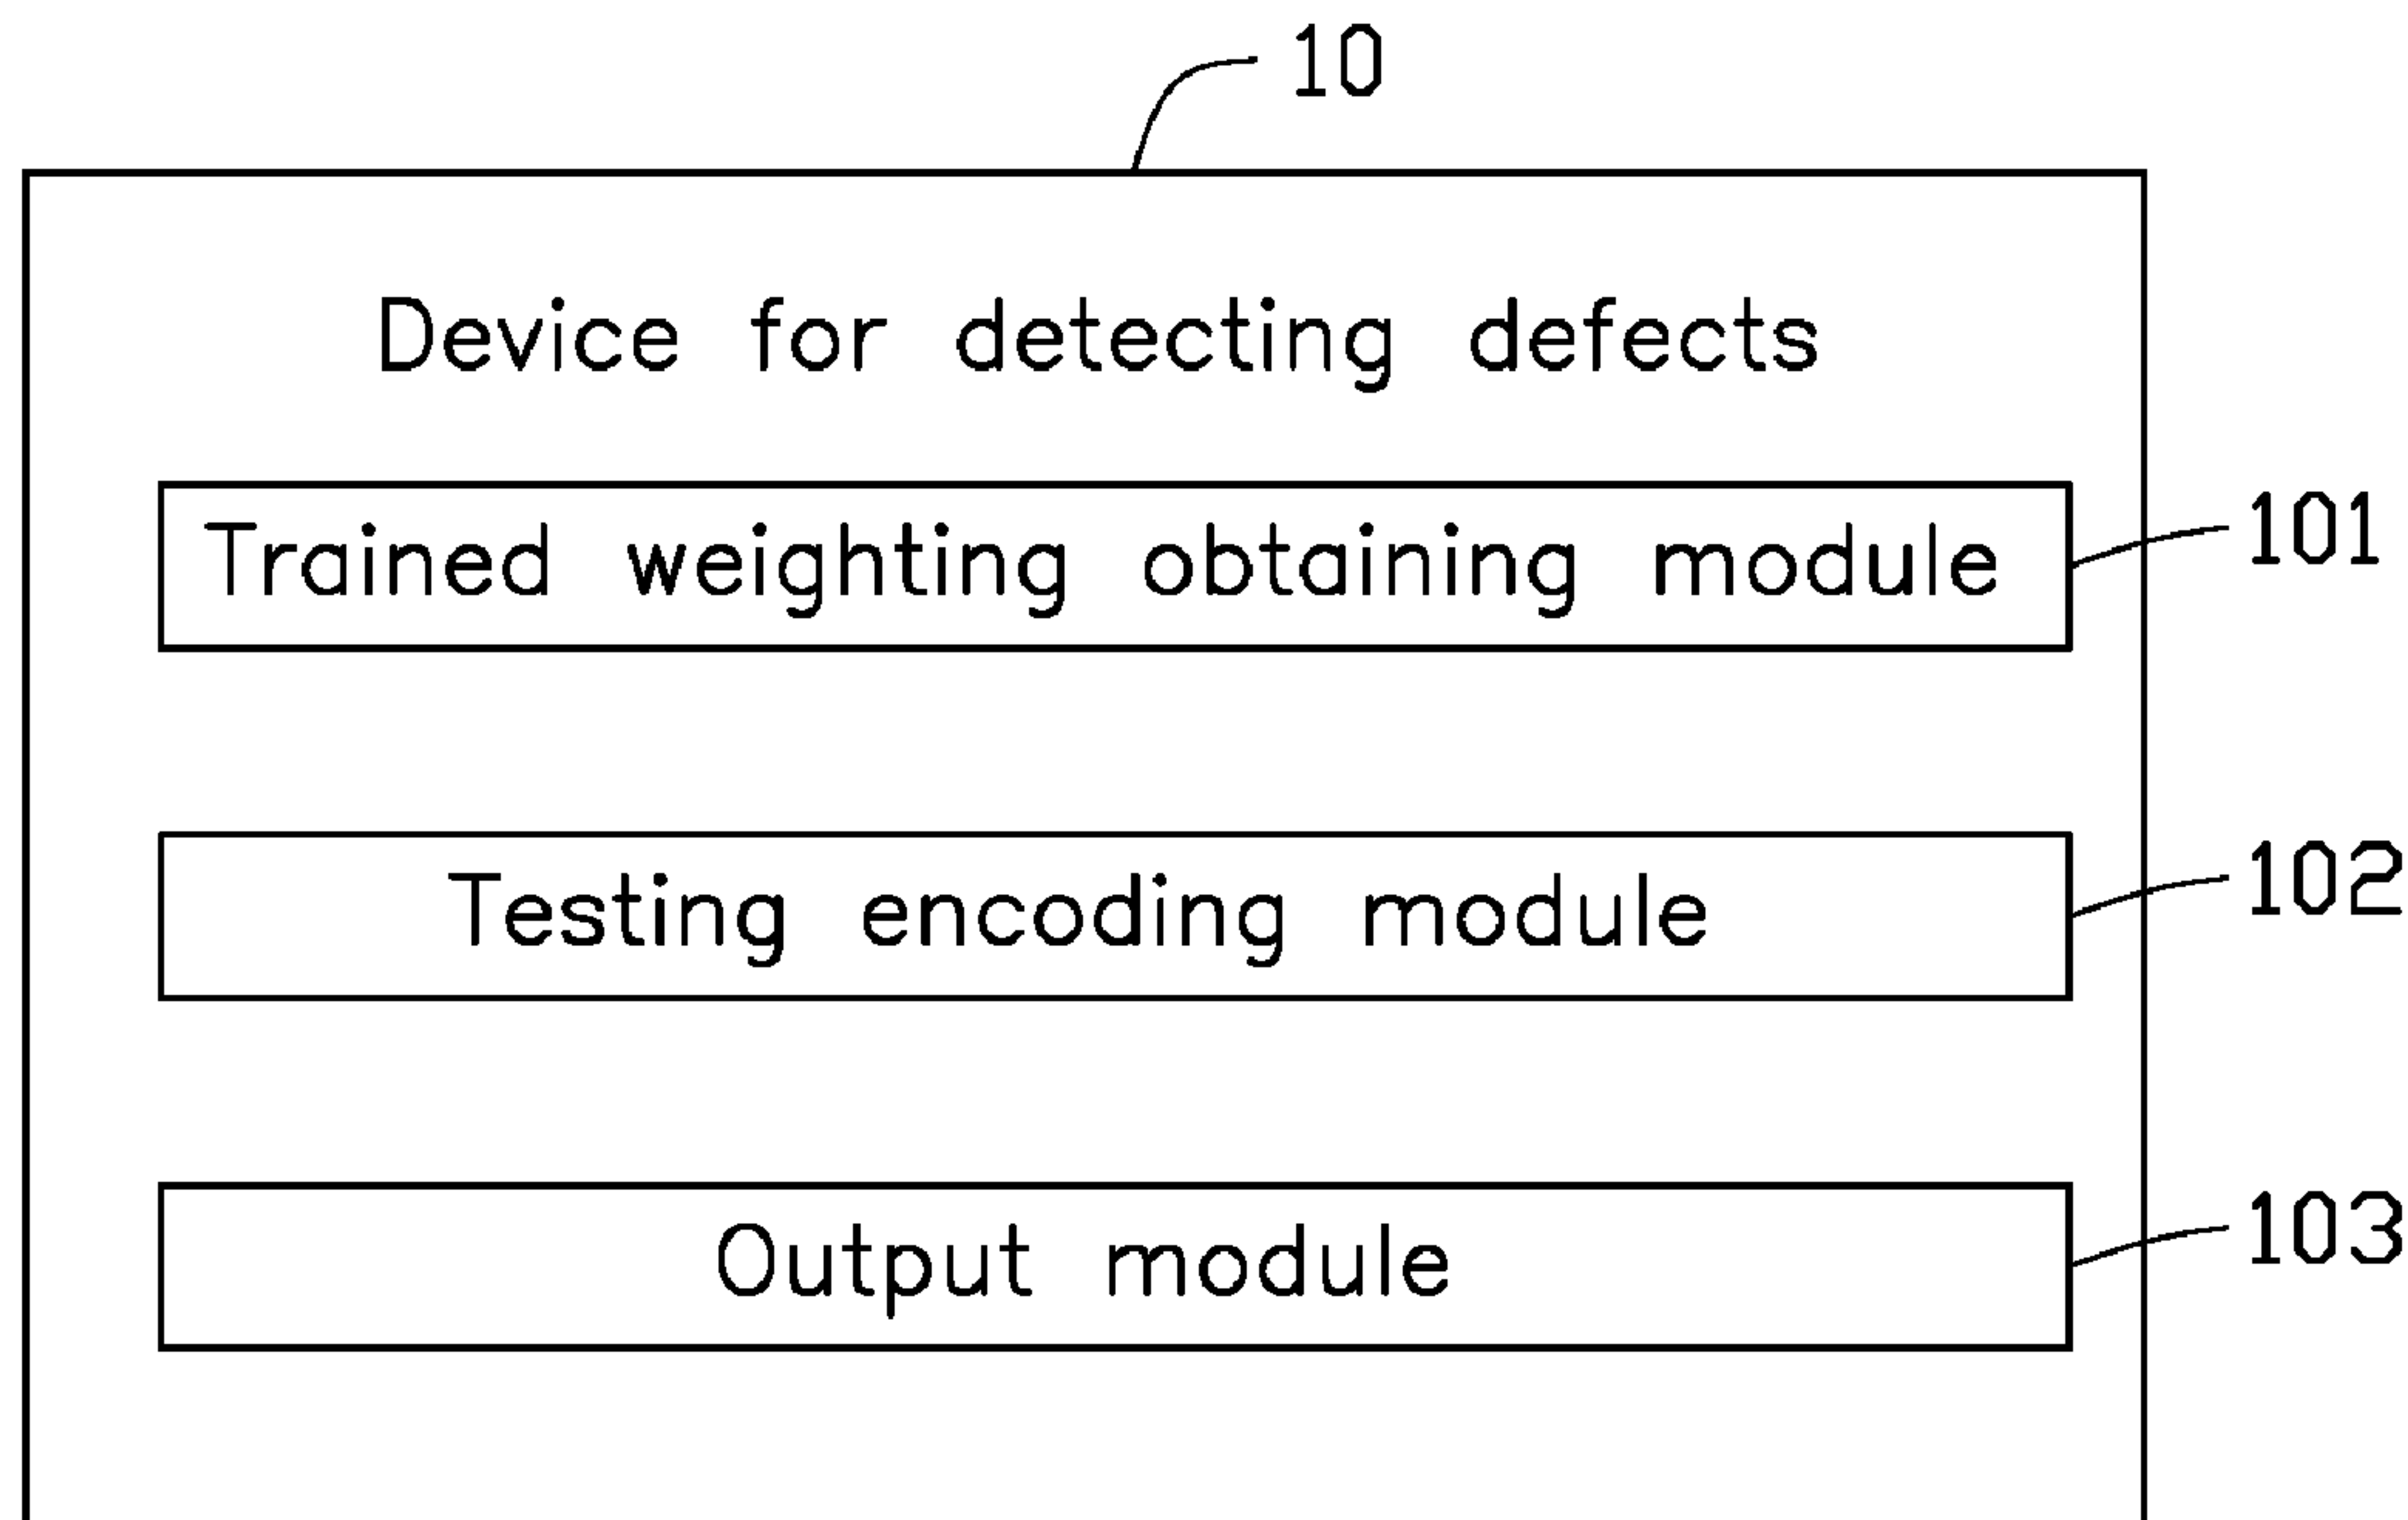 10
Device for detecting defects
Trained weighting obtaining module
101
Testing encoding module
102
Output module
103